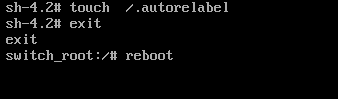 sh-4.2# touch  /.autorelabel
sh-4.2# exit
exit
switch_root:/# reboot